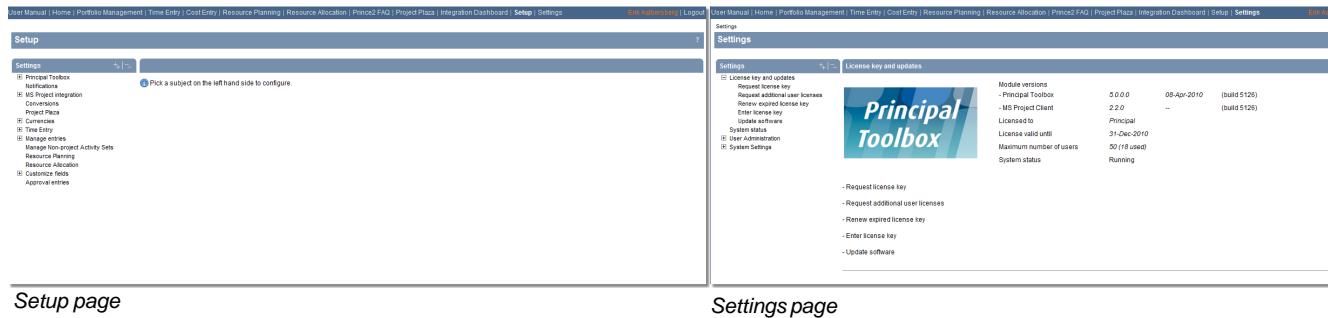 User Manual | Home | Portfolio Management | Time Entry | Cost Entry | Resource Planning | Resource Allocation | Prince2 FAQ | Project Plaza | Integration Dashboard | Setup | Settings
| Logout
Setup
?
Settings
Principal Toolbox
Notifications
MS Project integration
Conversions
Project Plaza
Currencies
Time Entry
Manage entries
Manage Non-project Activity Sets
Resource Planning
Resource Allocation
Customize fields
Approval entries
Pick a subject on the left hand side to configure.
Setup page
User Manual | Home | Portfolio Management | Time Entry | Cost Entry | Resource Planning | Resource Allocation | Prince2 FAQ | Project Plaza | Integration Dashboard | Setup | Settings
Settings
Settings
Settings
License key and updates
Request license key
Request additional user licenses
Renew expired license key
Enter license key
Update software
System status
User Administration
System Settings
License key and updates
Principal
Toolbox
Module versions
- Principal Toolbox 5.0.0.0 08-Apr-2010 (build 5126)
- MS Project Client 2.2.0 -- (build 5126)
Licensed to Principal
License valid until 31-Dec-2010
Maximum number of users 50 (18 used)
System status Running
- Request license key
- Request additional user licenses
- Renew expired license key
- Enter license key
- Update software
Settings page